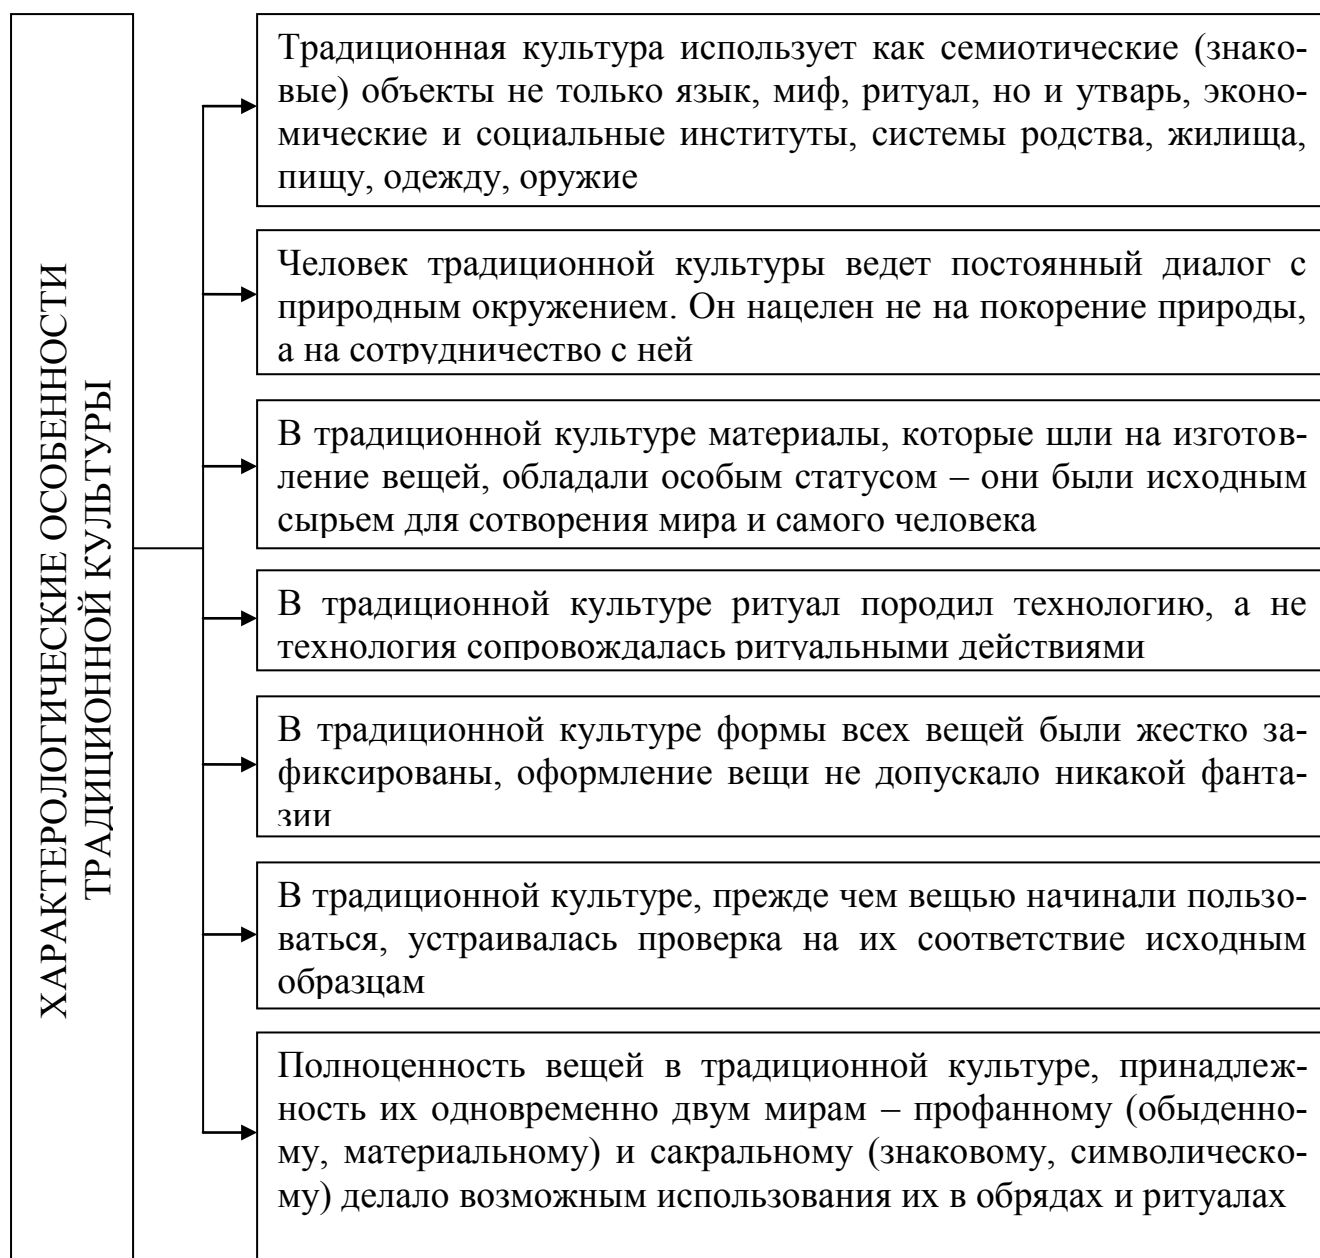 ХАРАКТЕРОЛОГИЧЕСКИЕ ОСОБЕННОСТИ
ТРАДИЦИОННОЙ КУЛЬТУРЫ
Традиционная культура использует как семиотические (знако-
вые) объекты не только язык, миф, ритуал, но и утварь, эконо-
мические и социальные институты, системы родства, жилища,
пищу, одежду, оружие
Человек традиционной культуры ведет постоянный диалог с
природным окружением. Он нацелен не на покорение природы,
а на сотрудничество с ней
В традиционной культуре материалы, которые шли на изготов-
ление вещей, обладали особым статусом – они были исходным
сырьем для сотворения мира и самого человека
В традиционной культуре ритуал породил технологию, а не
технология сопровождалась ритуальными действиями
В традиционной культуре формы всех вещей были жестко за-
фиксированы, оформление вещи не допускало никакой фанта-
зии
В традиционной культуре, прежде чем вещью начинали пользо-
ваться, устраивалась проверка на их соответствие исходным
образцам
Полноценность вещей в традиционной культуре, принадлеж-
ность их одновременно двум мирам – профанному (обыденно-
му, материальному) и сакральному (знаковому, символическо-
му) делало возможным использования их в обрядах и ритуалах